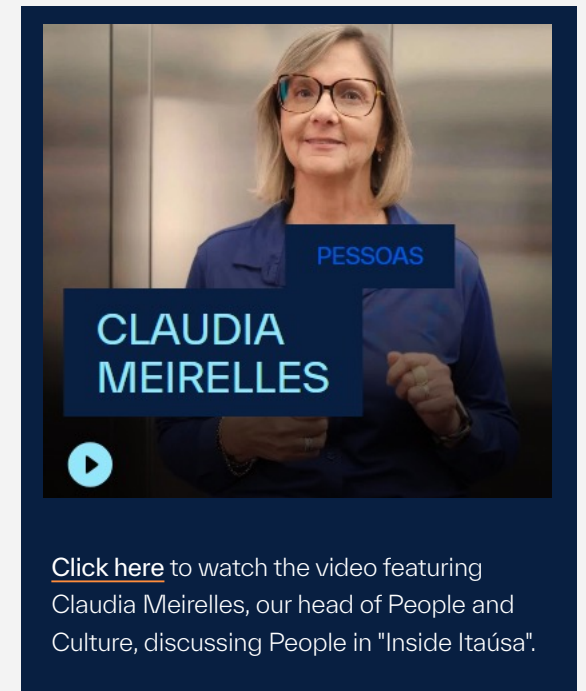 PESSOAS
CLAUDIA
MEIRELLES
Click here to watch the video featuring
Claudia Meirelles, our head of People and
Culture, discussing People in "Inside Itaúsa".